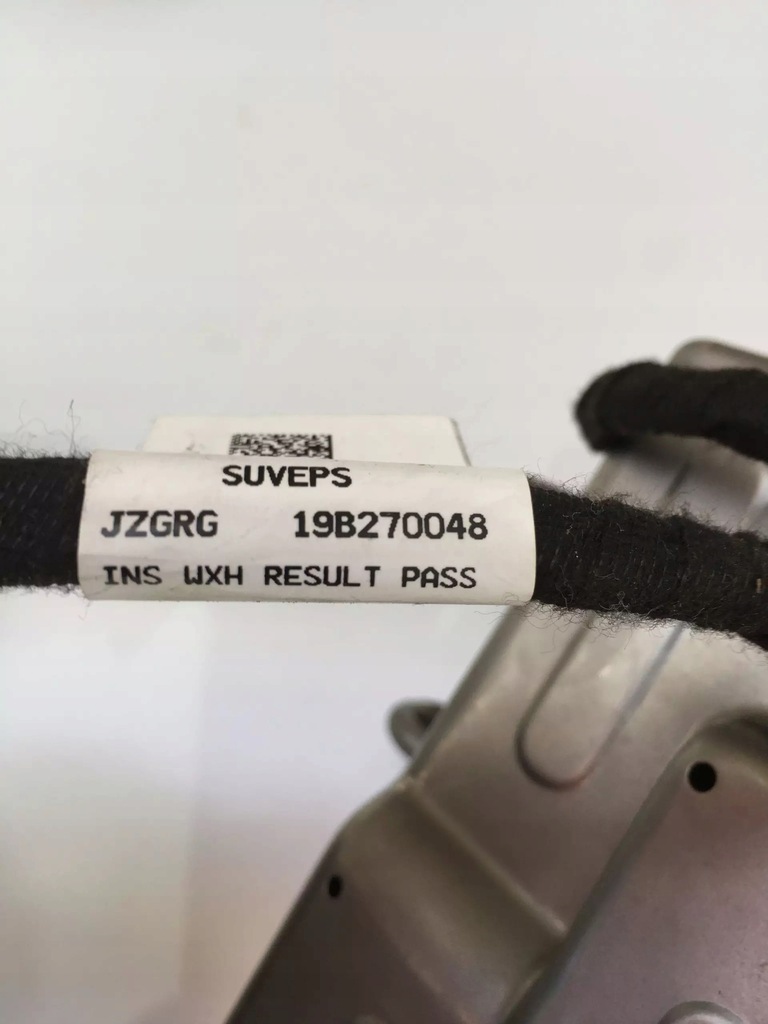 SUVEPS
JZGRG 19B270048
INS WXH RESULT PASS